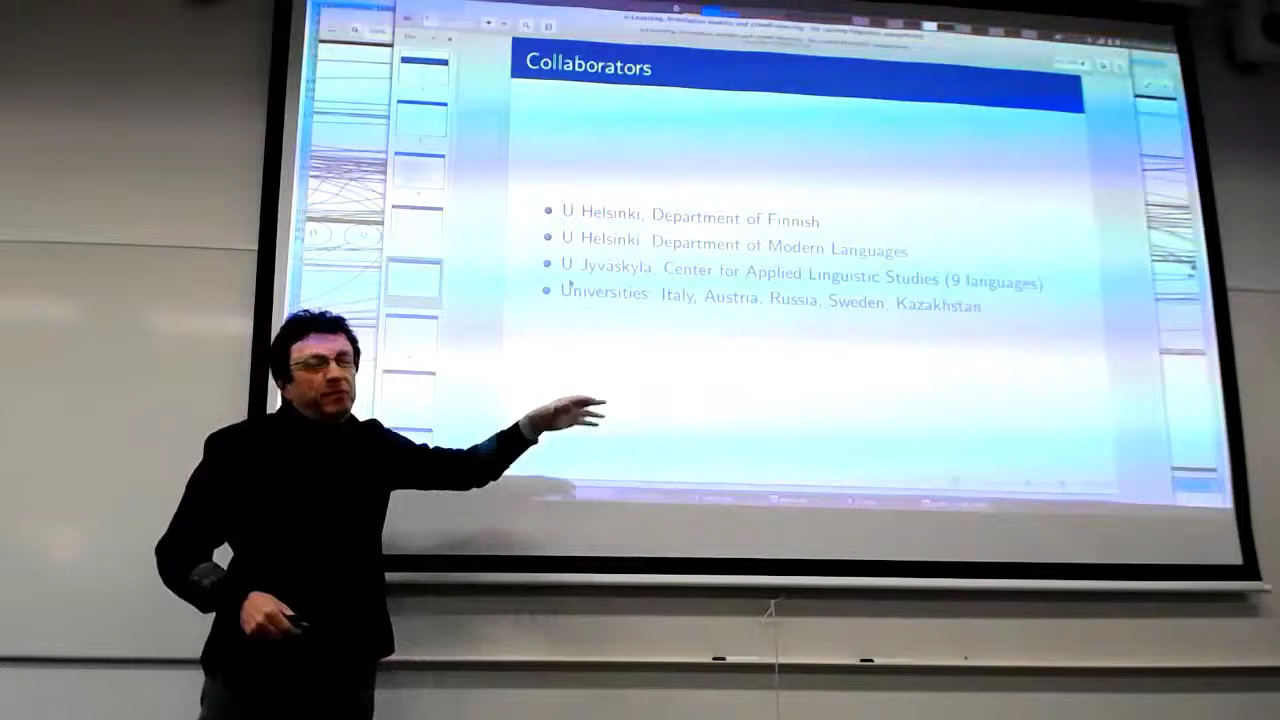 Collaborators
U Helsinki, Department of Finnish
U Helsinki Department of Modern Languages
U Jyväskyla, Center for Applied Linguistic Studies (9 languages)
Universities: Italy, Austria, Russia, Sweden, Kazakhstan